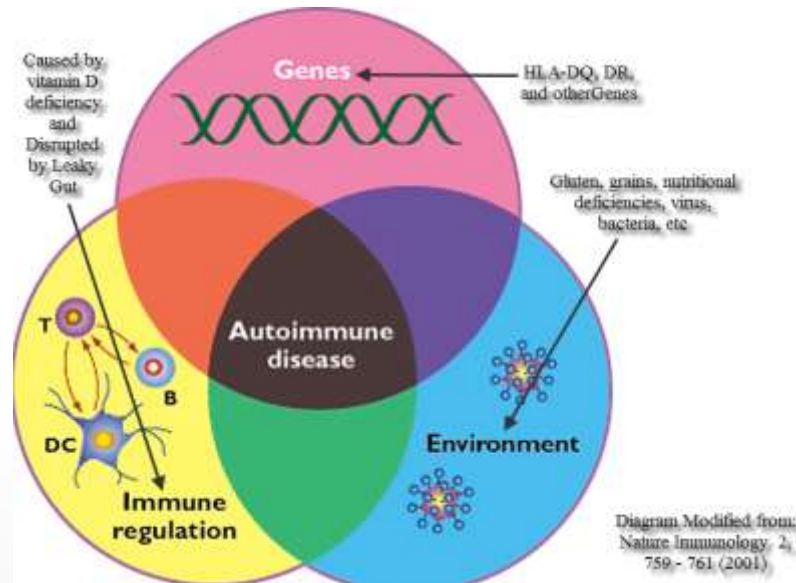 Caused by
vitamin D
deficiency
and
Disrupted
by Leaky
Gut
Genes
HLA-DQ, DR,
and otherGenes
Gluten, grains, nutritional
deficiencies, virus,
bacteria, etc
Autoimmune
disease
T
B
DC
Environment
Immune
regulation
Diagram Modified from:
Nature Immunology 2,
759 - 761 (2001)